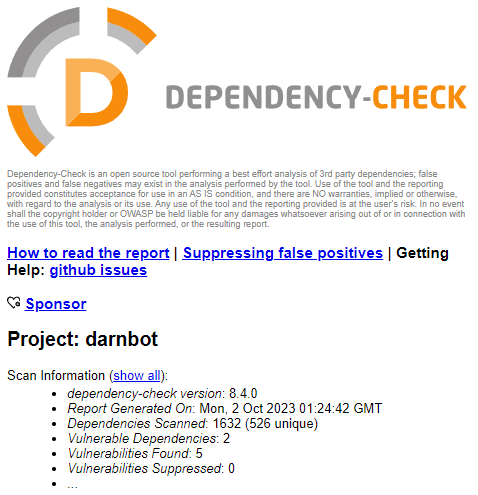 D DEPENDENCY-CHECK
Dependency-Check is an open source tool performing a best effort analysis of 3rd party dependencies; false
positives and false negatives may exist in the analysis performed by the tool. Use of the tool and the reporting
provided constitutes acceptance for use in an AS IS condition, and there are NO warranties, implied or otherwise,
with regard to the analysis or its use. Any use of the tool and the reporting provided is at the user's risk. In no event
shall the copyright holder or OWASP be held liable for any damages whatsoever arising out of or in connection with
the use of this tool, the analysis performed, or the resulting report.
How to read the report | Suppressing false positives | Getting
Help: github issues
Sponsor
Project: darnbot
Scan Information (show all):
• dependency-check version: 8.4.0
• Report Generated On: Mon, 2 Oct 2023 01:24:42 GMT
• Dependencies Scanned: 1632 (526 unique)
• Vulnerable Dependencies: 2
• Vulnerabilities Found: 5
• Vulnerabilities Suppressed: 0
• ...